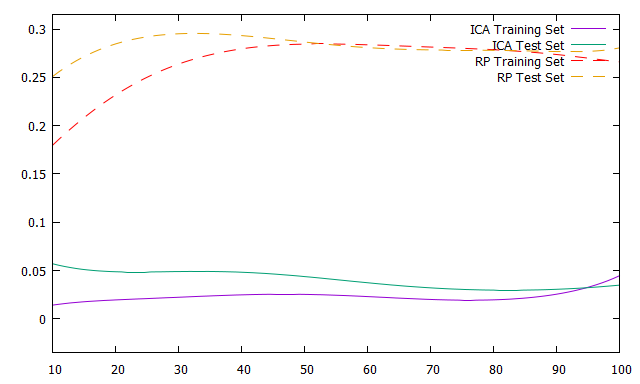 0.3
0.25
0.2
0.15
0.1
0.05
0
ICA Training Set
ICA Test Set
RP Training Set
RP Test Set
10 20 30 40 50 60 70 80 90 100